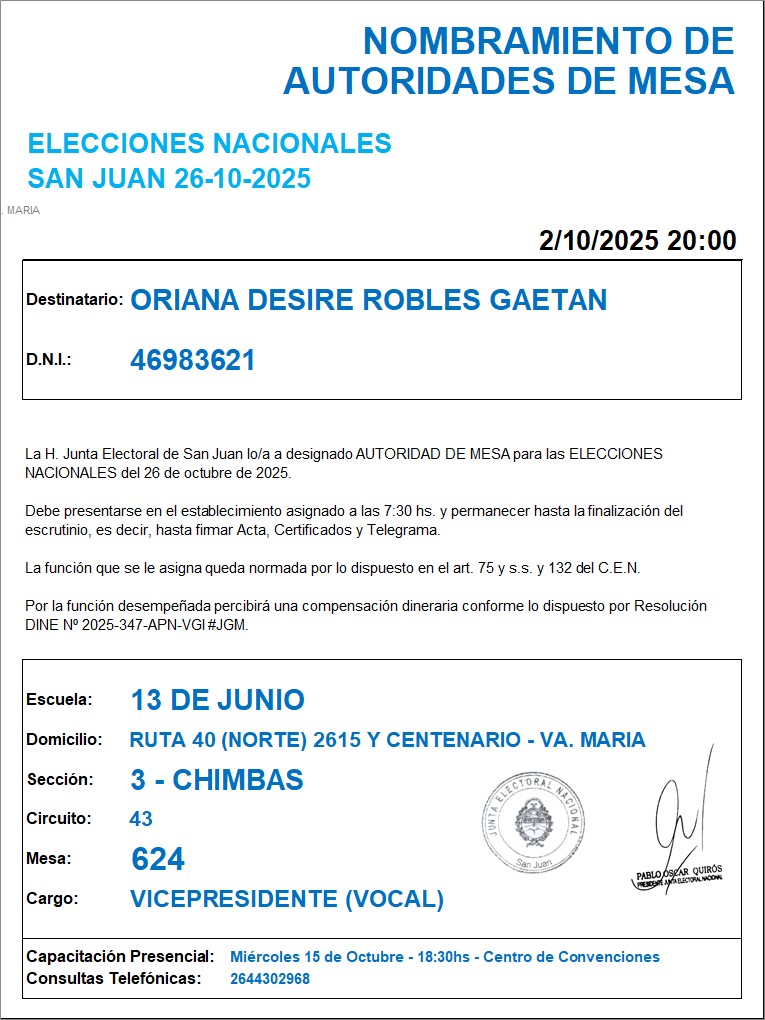 NOMBRAMIENTO DE
AUTORIDADES DE MESA
ELECCIONES NACIONALES
SAN JUAN 26-10-2025
. MARIA
2/10/2025 20:00
Destinatario: ORIANA DESIRE ROBLES GAETAN
D.N.I.: 46983621
La H. Junta Electoral de San Juan lo/a a designado AUTORIDAD DE MESA para las ELECCIONES
NACIONALES del 26 de octubre de 2025.
Debe presentarse en el establecimiento asignado a las 7:30 hs. y permanecer hasta la finalización del
escrutinio, es decir, hasta firmar Acta, Certificados y Telegrama.
La función que se le asigna queda normada por lo dispuesto en el art. 75 y s.s. y 132 del C.E.N.
Por la función desempeñada percibirá una compensación dineraria conforme lo dispuesto por Resolución
DINE Nº 2025-347-APN-VGI#JGM.
Escuela: 13 DE JUNIO
Domicilio: RUTA 40 (NORTE) 2615 Y CENTENARIO - VA. MARIA
Sección: 3 - CHIMBAS
Circuito: 43
Mesa: 624
Cargo: VICEPRESIDENTE (VOCAL)
JUNTA ELECTORAL NACIONAL
San Juan
PABLO OSCAR QUIRÓS
PRESIDENTE JUNTA ELECTORAL NACIONAL
Capacitación Presencial: Miércoles 15 de Octubre - 18:30hs - Centro de Convenciones
Consultas Telefónicas: 2644302968